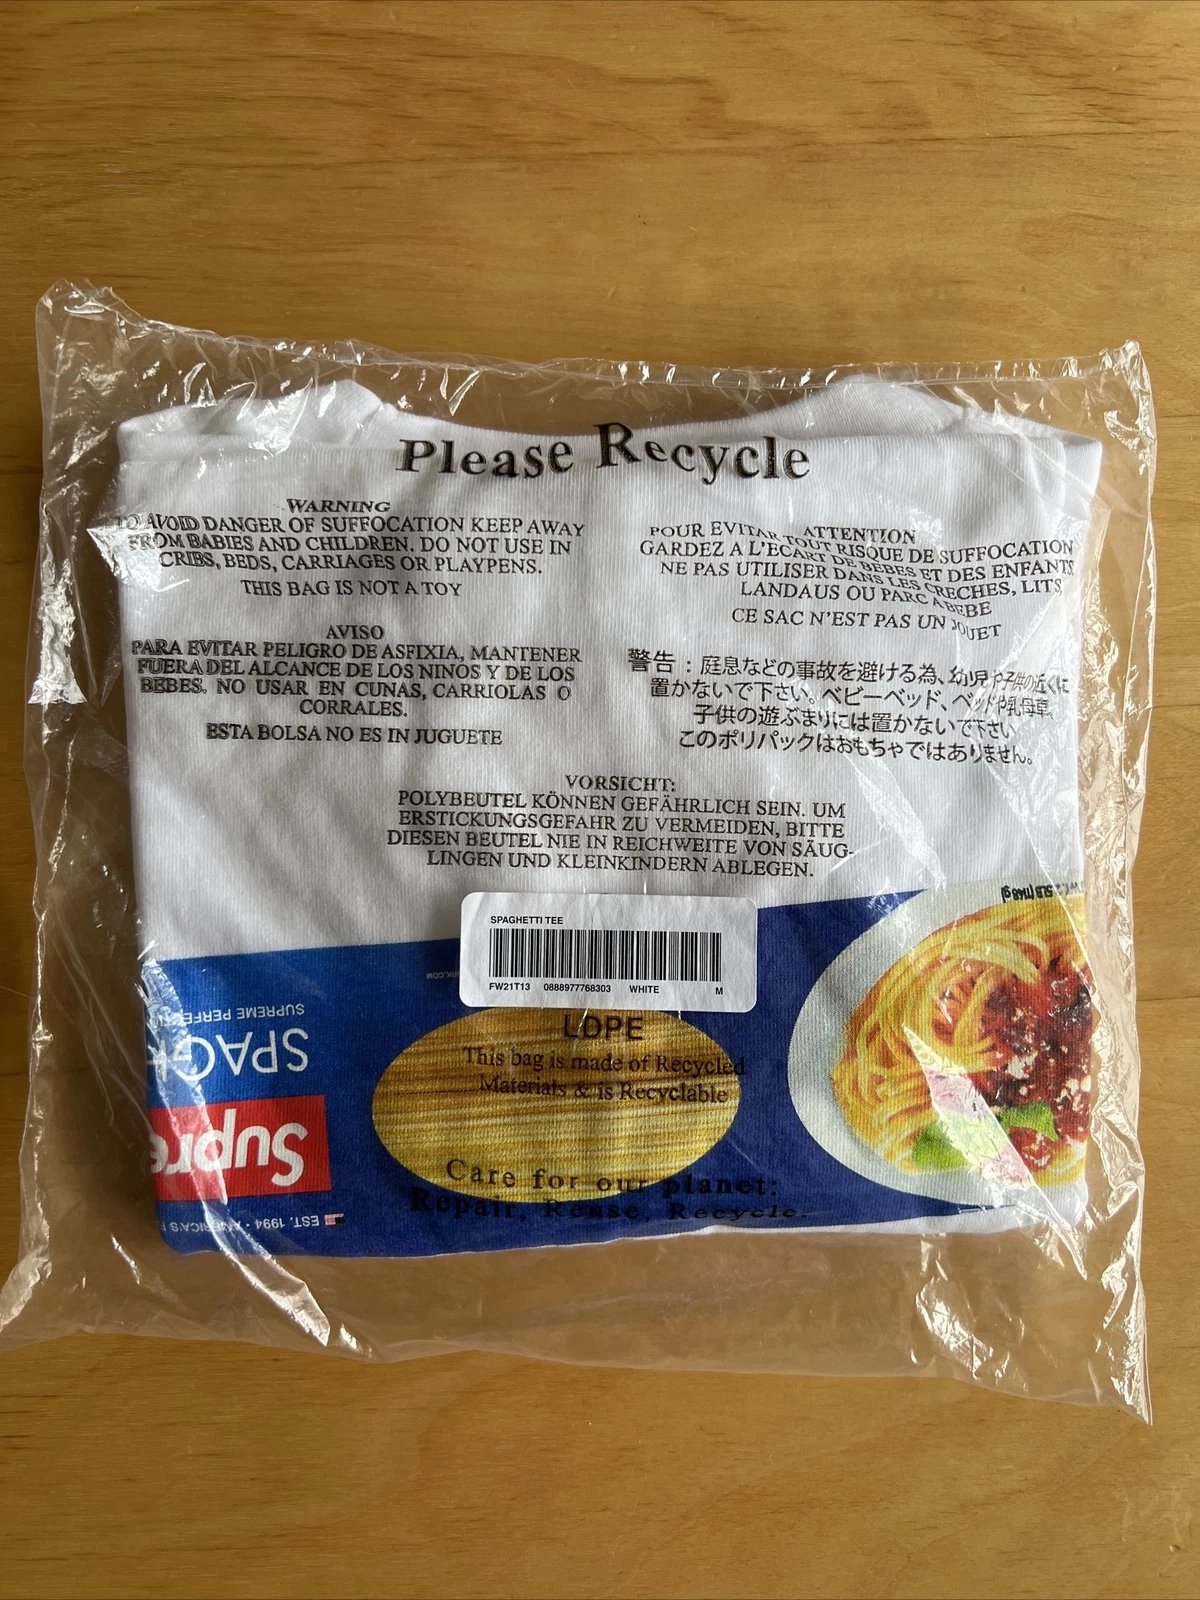 Please Recycle
WARNING
TO AVOID DANGER OF SUFFOCATION KEEP AWAY
FROM BABIES AND CHILDREN. DO NOT USE IN
CRIBS, BEDS, CARRIAGES OR PLAYPENS.
THIS BAG IS NOT A TOY
AVISO
PARA EVITAR PELIGRO DE ASFIXIA, MANTENER
FUERA DEL ALCANCE DE LOS NINOS Y DE LOS
BEBES. NO USAR EN CUNAS, CARRIOLAS O
CORRALES.
ESTA BOLSA NO ES IN JUGUETE
ATTENTION
POUR EVITAR TOUT RISQUE DE SUFFOCATION
GARDEZ A L'ECART DE BEBES ET DES ENFANTS
NE PAS UTILISER DANS LES CRECHES, LITS,
LANDAUS OU PARC A BEBE
CE SAC N'EST PAS UN JOUET
警告：庭息などの事故を避ける為、幼児や子供の近くに
置かないで下さい。ベビーベッド、ベッドや乳母車、
子供の遊ぶまりには置かないで下さい
このポリパックはおもちゃではありません。
VORSICHT:
POLYBEUTEL KÖNNEN GEFÄHRLICH SEIN. UM
ERSTICKUNGSGEFAHR ZU VERMEIDEN, BITTE
DIESEN BEUTEL NIE IN REICHWEITE VON SÄUG-
LINGEN UND KLEINKINDERN ABLEGEN.
SPAGHETTI TEE
FW21T13 0888977768303 WHITE M
LDPE
This bag is made of Recycled
Materials & is Recyclable
Care for our planet:
Repair, Reuse, Recycle.
EST. 1994 · AMERICA'S
Supre
SPAGH
SUPREME PERFE
(1148 g)